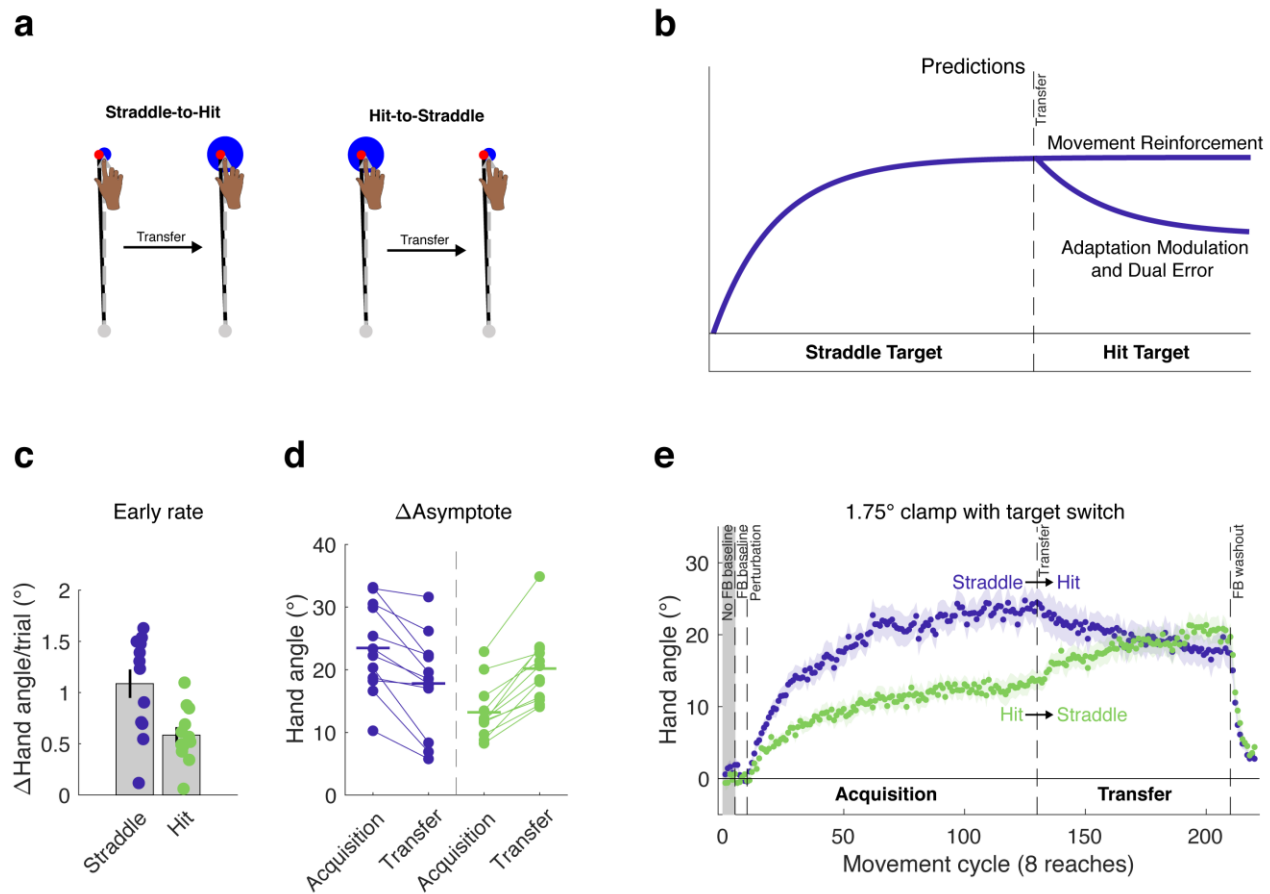 a
Straddle-to-Hit
Transfer
Hit-to-Straddle
Transfer
b
Predictions
Transfer
Movement Reinforcement
Adaptation Modulation
and Dual Error
Straddle Target
Hit Target
c
Early rate
ΔHand angle/trial (°)
2
1.5
1
0.5
0
Straddle
Hit
d
ΔAsymptote
Hand angle (°)
40
30
20
10
0
Acquisition
Transfer
Acquisition
Transfer
e
1.75° clamp with target switch
No FB baseline
FB baseline
Perturbation
Transfer
FB washout
Straddle→Hit
Hit→Straddle
Hand angle (°)
30
20
10
0
Acquisition
Transfer
0
50
100
150
200
Movement cycle (8 reaches)